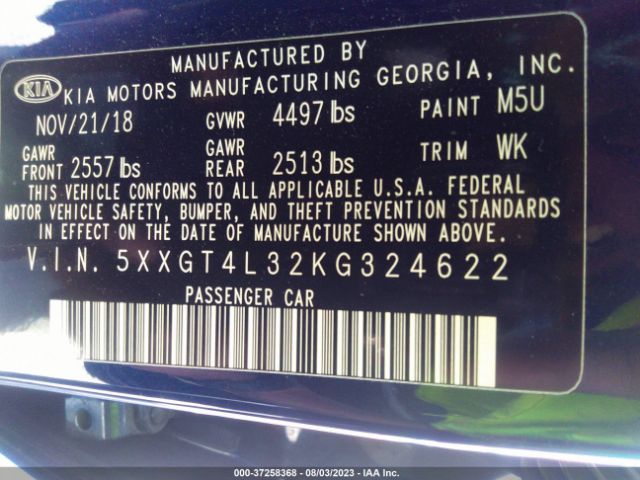 MANUFACTURED BY
KIA KIA MOTORS MANUFACTURING GEORGIA, INC.
NOV/21/18 GVWR 4497 lbs PAINT M5U
GAWR FRONT 2557 lbs GAWR REAR 2513 lbs TRIM WK
THIS VEHICLE CONFORMS TO ALL APPLICABLE U.S.A. FEDERAL
MOTOR VEHICLE SAFETY, BUMPER, AND THEFT PREVENTION STANDARDS
IN EFFECT ON THE DATE OF MANUFACTURE SHOWN ABOVE.
V.I.N. 5XXGT4L32KG324622
PASSENGER CAR
000-37258368 - 08/03/2023 - IAA Inc.